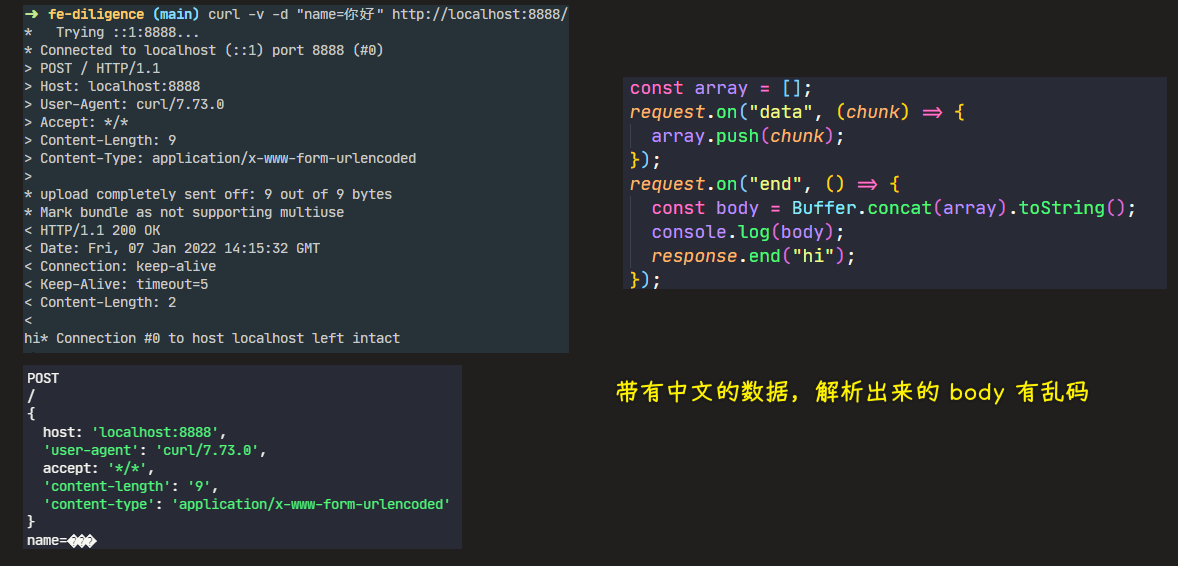 ➜ fe-diligence (main) curl -v -d "name=你好" http://localhost:8888/
*   Trying ::1:8888...
* Connected to localhost (::1) port 8888 (#0)
> POST / HTTP/1.1
> Host: localhost:8888
> User-Agent: curl/7.73.0
> Accept: */*
> Content-Length: 9
> Content-Type: application/x-www-form-urlencoded
>
* upload completely sent off: 9 out of 9 bytes
* Mark bundle as not supporting multiuse
< HTTP/1.1 200 OK
< Date: Fri, 07 Jan 2022 14:15:32 GMT
< Connection: keep-alive
< Keep-Alive: timeout=5
< Content-Length: 2
<
hi* Connection #0 to host localhost left intact
POST
/
{
  host: 'localhost:8888',
  'user-agent': 'curl/7.73.0',
  accept: '*/*',
  'content-length': '9',
  'content-type': 'application/x-www-form-urlencoded'
}
name=���
const array = [];
request.on("data", (chunk) => {
  array.push(chunk);
});
request.on("end", () => {
  const body = Buffer.concat(array).toString();
  console.log(body);
  response.end("hi");
});
带有中文的数据，解析出来的 body 有乱码